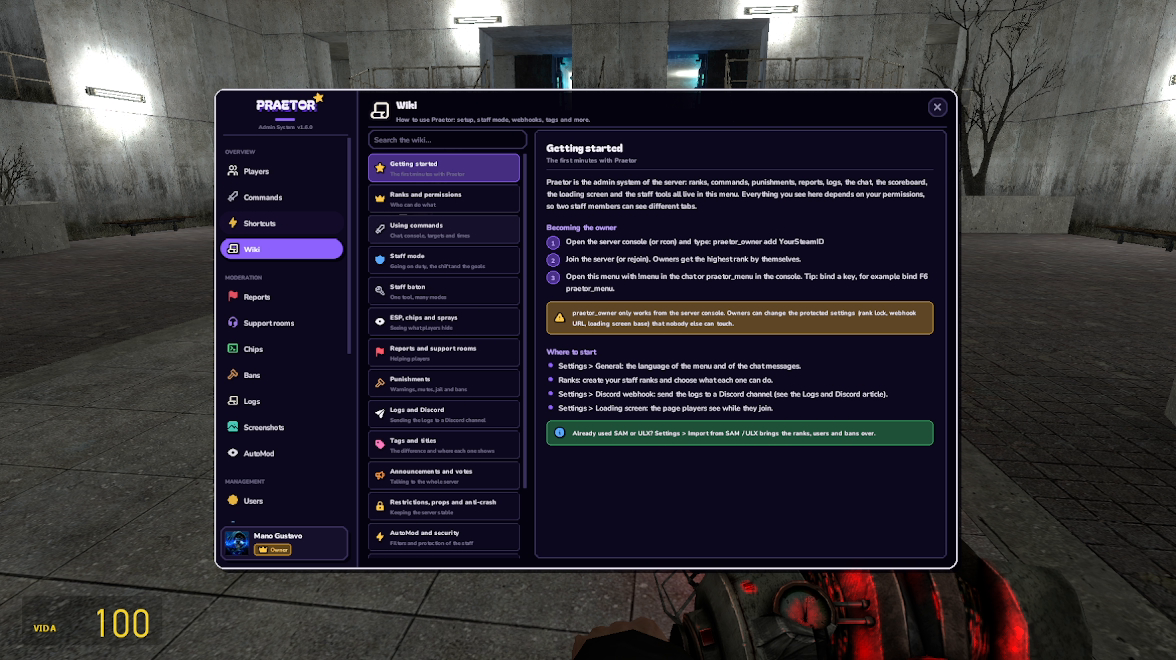 PRAETOR
Admin System v1.6.0
OVERVIEW
Players
Commands
Shortcuts
Wiki
MODERATION
Reports
Support rooms
Chips
Bans
Logs
Screenshots
AutoMod
MANAGEMENT
Users
Mano Gustavo
Owner
Wiki
How to use Praetor: setup, staff mode, webhooks, tags and more.
Search the wiki...
Getting started
The first minutes with Praetor
Ranks and permissions
Who can do what
Using commands
Chat, console, targets and times
Staff mode
Going on duty, the shift and the goals
Staff baton
One tool, many modes
ESP, chips and sprays
Seeing what players hide
Reports and support rooms
Helping players
Punishments
Warnings, mutes, jail and bans
Logs and Discord
Sending the logs to a Discord channel
Tags and titles
The difference and where each one shows
Announcements and votes
Talking to the whole server
Restrictions, props and anti-crash
Keeping the server stable
AutoMod and security
Filters and protection of the staff
Getting started
The first minutes with Praetor
Praetor is the admin system of the server: ranks, commands, punishments, reports, logs, the chat, the scoreboard,
the loading screen and the staff tools all live in this menu. Everything you see here depends on your permissions,
so two staff members can see different tabs.
Becoming the owner
1 Open the server console (or rcon) and type: praetor_owner add YourSteamID
2 Join the server (or rejoin). Owners get the highest rank by themselves.
3 Open this menu with !menu in the chat or praetor_menu in the console. Tip: bind a key, for example bind F6
praetor_menu.
praetor_owner only works from the server console. Owners can change the protected settings (rank lock, webhook
URL, loading screen base) that nobody else can touch.
Where to start
Settings > General: the language of the menu and of the chat messages.
Ranks: create your staff ranks and choose what each one can do.
Settings > Discord webhook: send the logs to a Discord channel (see the Logs and Discord article).
Settings > Loading screen: the page players see while they join.
Already used SAM or ULX? Settings > Import from SAM / ULX brings the ranks, users and bans over.
VIDA 100